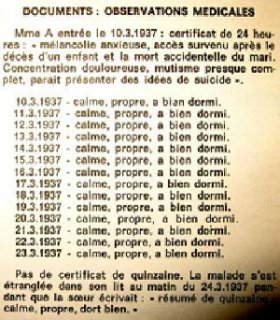 DOCUMENTS : OBSERVATIONS MEDICALES
Mme A entrée le 10.3.1937 : certificat de 24 heu-
res : « mélancolie anxieuse, accès survenu après le
décès d'un enfant et la mort accidentelle du mari.
Concentration douloureuse, mutisme presque com-
plet, parait présenter des idées de suicide ».
10.3.1937 - calme, propre, a bien dormi.
11.3.1937 - calme, propre, a bien dormi.
12.3.1937 - calme, propre, a bien dormi.
13.3.1937 - calme, propre, a bien dormi.
14.3.1937 - calme, propre, a bien dormi.
15.3.1937 - calme, propre, a bien dormi.
16.3.1937 - calme, propre, a bien dormi.
17.3.1937 - calme, propre, a bien dormi.
18.3.1937 - calme, propre, a bien dormi.
19.3.1937 - calme, propre, a bien dormi.
20.3.1937 - calme, propre, a bien dormi.
21.3.1937 - calme, propre, a bien dormi.
22.3.1937 - calme, propre, a bien dormi.
23.3.1937 - calme, propre, a bien dormi.
Pas de certificat de quinzaine. La malade s'est
étranglée dans son lit au matin du 24.3.1937 pen-
dant que la sœur écrivait : « résumé de quinzaine,
calme, propre, dort bien. »